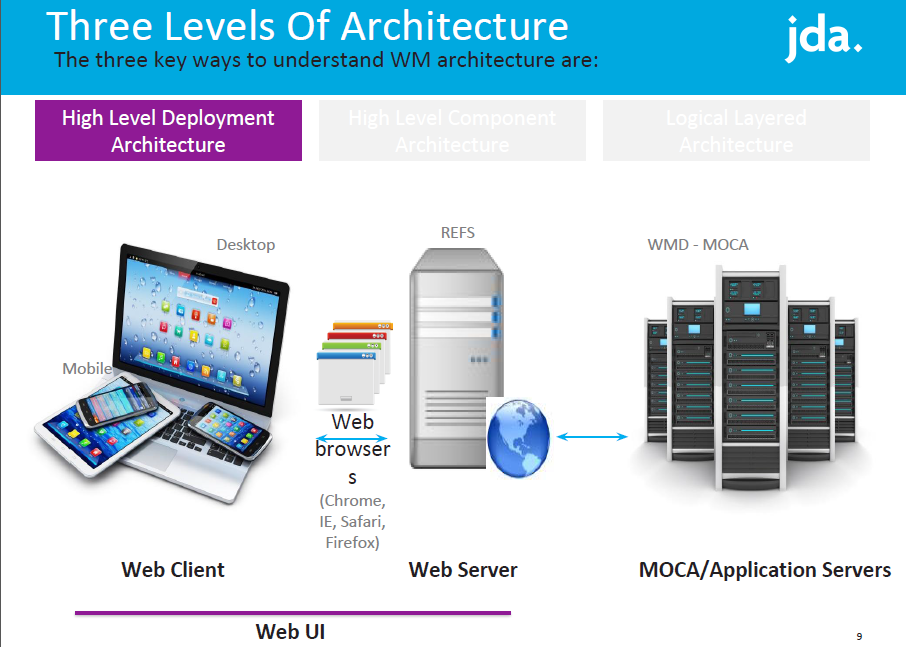 Three Levels Of Architecture
jda.
The three key ways to understand WM architecture are:
High Level Deployment
Architecture
High Level Component
Architecture
Logical Layered
Architecture
Desktop
REFS
WMD - MOCA
Mobile
Web
browser
s
(Chrome,
IE, Safari,
Firefox)
Web Client
Web Server
MOCA/Application Servers
Web UI
9